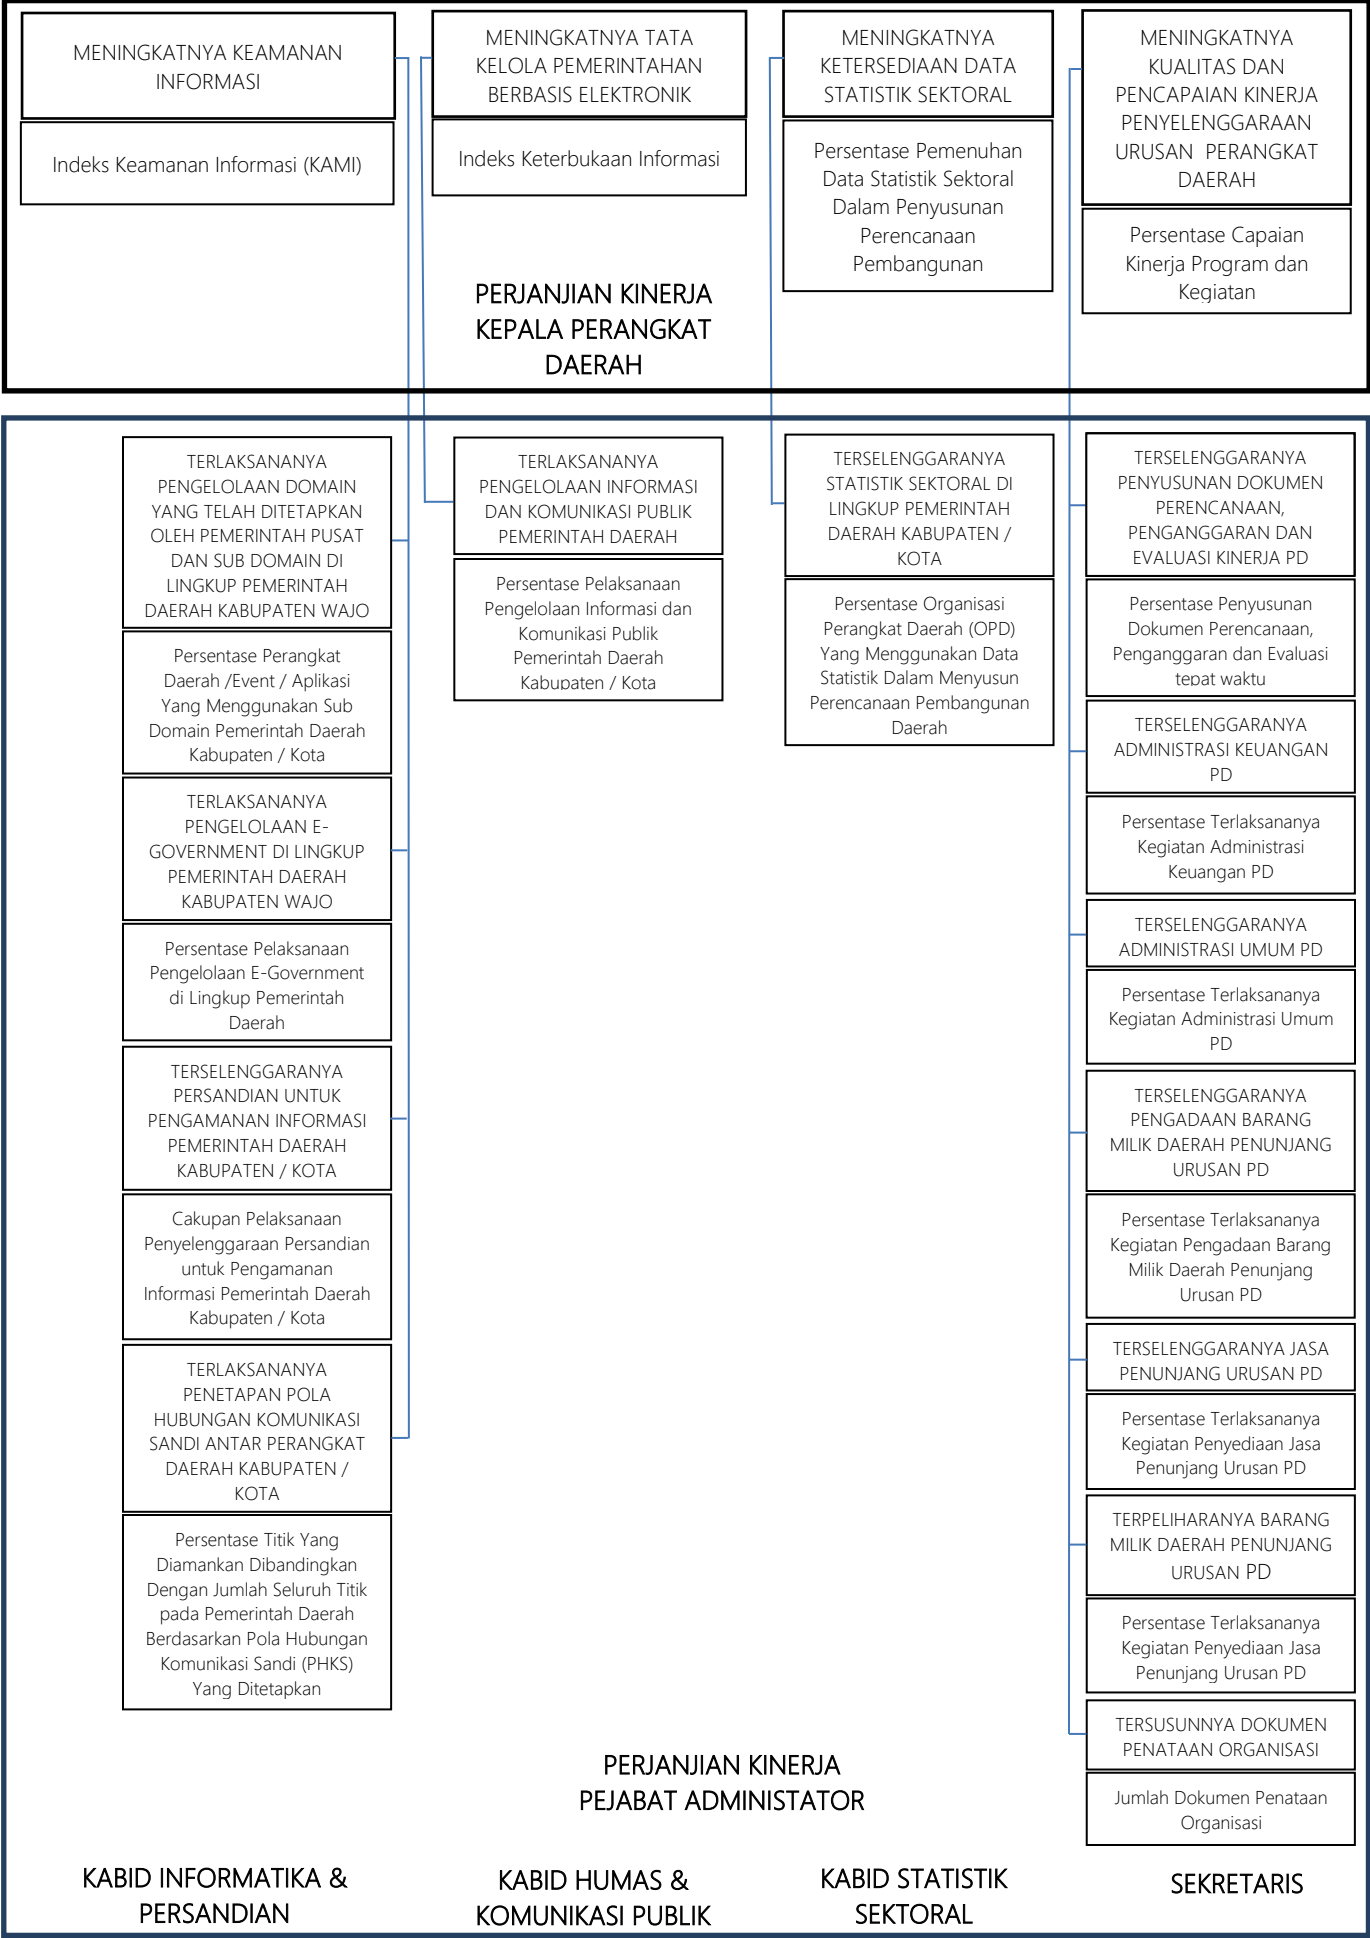 MENINGKATNYA KEAMANAN
INFORMASI
Indeks Keamanan Informasi (KAMI)
MENINGKATNYA TATA
KELOLA PEMERINTAHAN
BERBASIS ELEKTRONIK
Indeks Keterbukaan Informasi
MENINGKATNYA
KETERSEDIAAN DATA
STATISTIK SEKTORAL
Persentase Pemenuhan
Data Statistik Sektoral
Dalam Penyusunan
Perencanaan
Pembangunan
MENINGKATNYA
KUALITAS DAN
PENCAPAIAN KINERJA
PENYELENGGARAAN
URUSAN PERANGKAT
DAERAH
Persentase Capaian
Kinerja Program dan
Kegiatan
PERJANJIAN KINERJA
KEPALA PERANGKAT
DAERAH
TERLAKSANANYA
PENGELOLAAN DOMAIN
YANG TELAH DITETAPKAN
OLEH PEMERINTAH PUSAT
DAN SUB DOMAIN DI
LINGKUP PEMERINTAH
DAERAH KABUPATEN WAJO
Persentase Perangkat
Daerah /Event / Aplikasi
Yang Menggunakan Sub
Domain Pemerintah Daerah
Kabupaten / Kota
TERLAKSANANYA
PENGELOLAAN E-
GOVERNMENT DI LINGKUP
PEMERINTAH DAERAH
KABUPATEN WAJO
Persentase Pelaksanaan
Pengelolaan E-Government
di Lingkup Pemerintah
Daerah
TERSELENGGARANYA
PERSANDIAN UNTUK
PENGAMANAN INFORMASI
PEMERINTAH DAERAH
KABUPATEN / KOTA
Cakupan Pelaksanaan
Penyelenggaraan Persandian
untuk Pengamanan
Informasi Pemerintah Daerah
Kabupaten / Kota
TERLAKSANANYA
PENETAPAN POLA
HUBUNGAN KOMUNIKASI
SANDI ANTAR PERANGKAT
DAERAH KABUPATEN /
KOTA
Persentase Titik Yang
Diamankan Dibandingkan
Dengan Jumlah Seluruh Titik
pada Pemerintah Daerah
Berdasarkan Pola Hubungan
Komunikasi Sandi (PHKS)
Yang Ditetapkan
TERLAKSANANYA
PENGELOLAAN INFORMASI
DAN KOMUNIKASI PUBLIK
PEMERINTAH DAERAH
Persentase Pelaksanaan
Pengelolaan Informasi dan
Komunikasi Publik
Pemerintah Daerah
Kabupaten / Kota
TERSELENGGARANYA
STATISTIK SEKTORAL DI
LINGKUP PEMERINTAH
DAERAH KABUPATEN /
KOTA
Persentase Organisasi
Perangkat Daerah (OPD)
Yang Menggunakan Data
Statistik Dalam Menyusun
Perencanaan Pembangunan
Daerah
TERSELENGGARANYA
PENYUSUNAN DOKUMEN
PERENCANAAN,
PENGANGGARAN DAN
EVALUASI KINERJA PD
Persentase Penyusunan
Dokumen Perencanaan,
Penganggaran dan Evaluasi
tepat waktu
TERSELENGGARANYA
ADMINISTRASI KEUANGAN
PD
Persentase Terlaksananya
Kegiatan Administrasi
Keuangan PD
TERSELENGGARANYA
ADMINISTRASI UMUM PD
Persentase Terlaksananya
Kegiatan Administrasi Umum
PD
TERSELENGGARANYA
PENGADAAN BARANG
MILIK DAERAH PENUNJANG
URUSAN PD
Persentase Terlaksananya
Kegiatan Pengadaan Barang
Milik Daerah Penunjang
Urusan PD
TERSELENGGARANYA JASA
PENUNJANG URUSAN PD
Persentase Terlaksananya
Kegiatan Penyediaan Jasa
Penunjang Urusan PD
TERPELIHARANYA BARANG
MILIK DAERAH PENUNJANG
URUSAN PD
Persentase Terlaksananya
Kegiatan Penyediaan Jasa
Penunjang Urusan PD
TERSUSUNNYA DOKUMEN
PENATAAN ORGANISASI
Jumlah Dokumen Penataan
Organisasi
PERJANJIAN KINERJA
PEJABAT ADMINISTATOR
KABID INFORMATIKA &
PERSANDIAN
KABID HUMAS &
KOMUNIKASI PUBLIK
KABID STATISTIK
SEKTORAL
SEKRETARIS